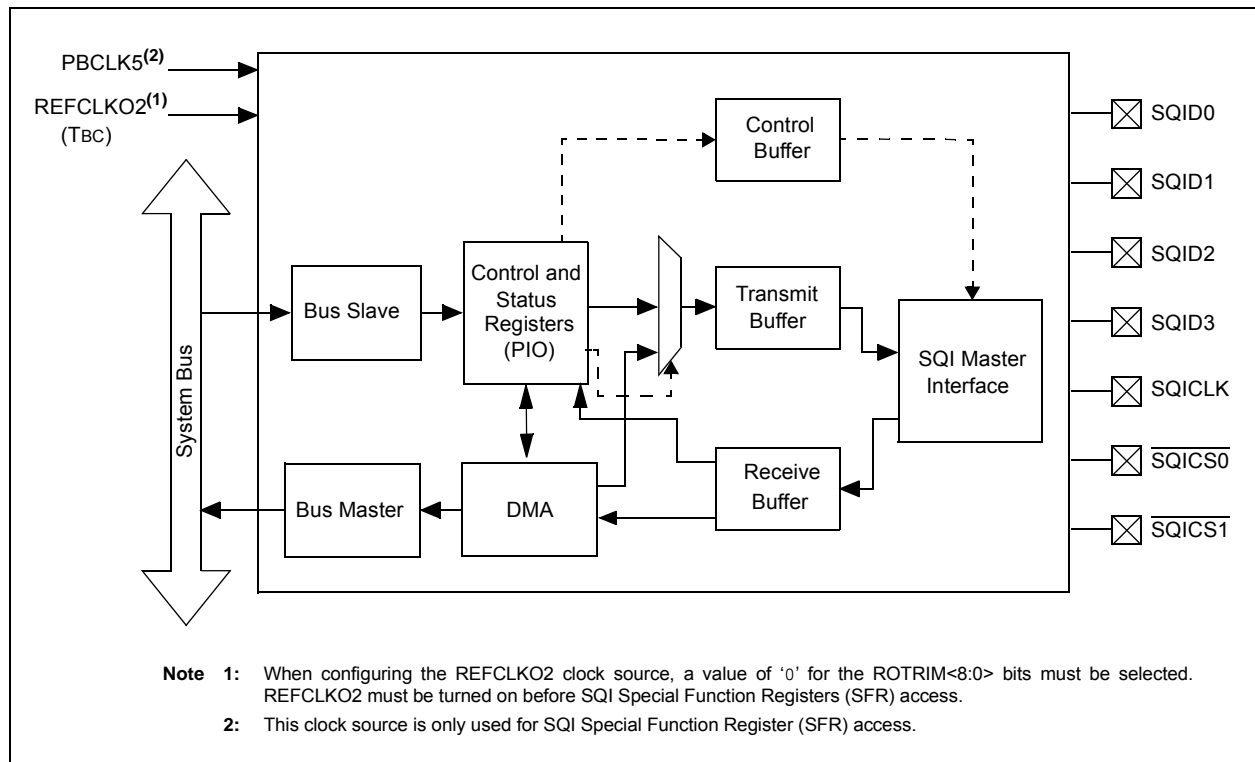 PBCLK5(2)
REFCLKO2(1)
(TBC)
System Bus
Bus Slave
Control and
Status
Registers
(PIO)
Control
Buffer
Transmit
Buffer
SQI Master
Interface
Bus Master
DMA
Receive
Buffer
SQID0
SQID1
SQID2
SQID3
SQICLK
SQICS0
SQICS1
Note 1: When configuring the REFCLKO2 clock source, a value of ‘0’ for the ROTRIM<8:0> bits must be selected.
REFCLKO2 must be turned on before SQI Special Function Registers (SFR) access.
2: This clock source is only used for SQI Special Function Register (SFR) access.